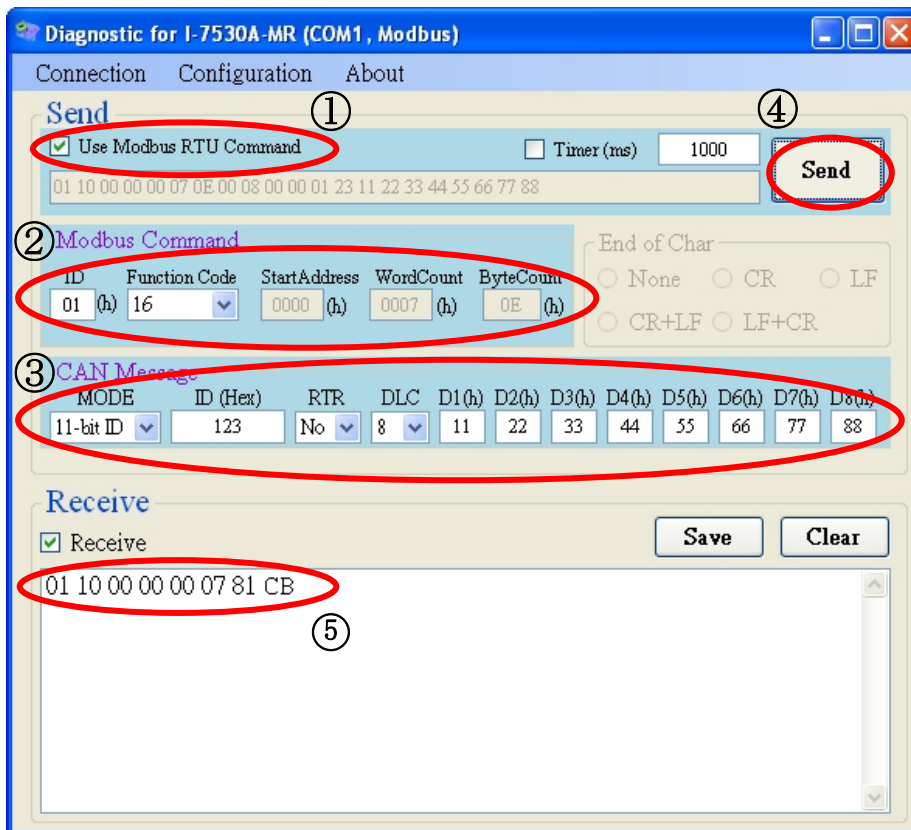 Diagnostic for I-7530A-MR (COM1, Modbus)
Connection Configuration About
Send ① ④
Use Modbus RTU Command Timer (ms) 1000 Send
01 10 00 00 00 07 0E 00 08 00 00 01 23 11 22 33 44 55 66 77 88
② Modbus Command End of Char
ID Function Code StartAddress WordCount ByteCount None CR LF
01 (h) 16 0000 (h) 0007 (h) 0E (h) CR+LF LF+CR
③ CAN Message
MODE ID (Hex) RTR DLC D1(h) D2(h) D3(h) D4(h) D5(h) D6(h) D7(h) D8(h)
11-bit ID 123 No 8 11 22 33 44 55 66 77 88
Receive
Receive Save Clear
01 10 00 00 00 07 81 CB
⑤